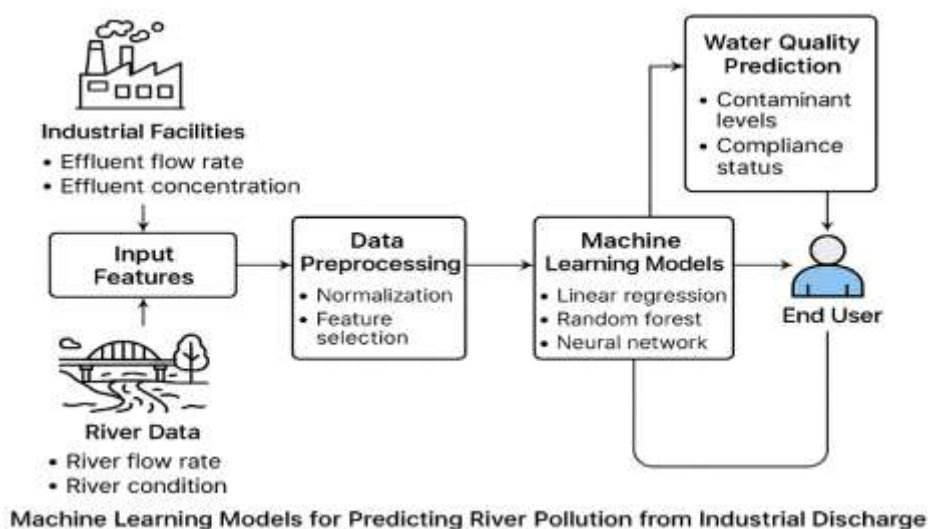 Industrial Facilities
• Effluent flow rate
• Effluent concentration
Input
Features
River Data
• River flow rate
• River condition
Data
Preprocessing
• Normalization
• Feature
selection
Machine
Learning Models
• Linear regression
• Random forest
• Neural network
Water Quality
Prediction
• Contaminant
levels
• Compliance
status
End User
Machine Learning Models for Predicting River Pollution from Industrial Discharge